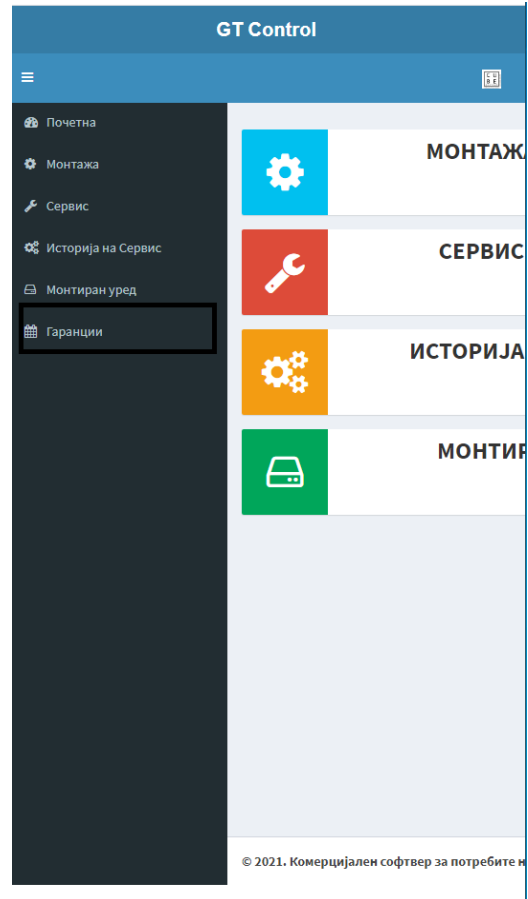 GT Control
Почетна
Монтажа
Сервис
Историја на Сервис
Монтиран уред
Гаранции
МОНТАЖ
СЕРВИС
ИСТОРИЈА
МОНТИР
© 2021. Комерцијален софтвер за потребите н